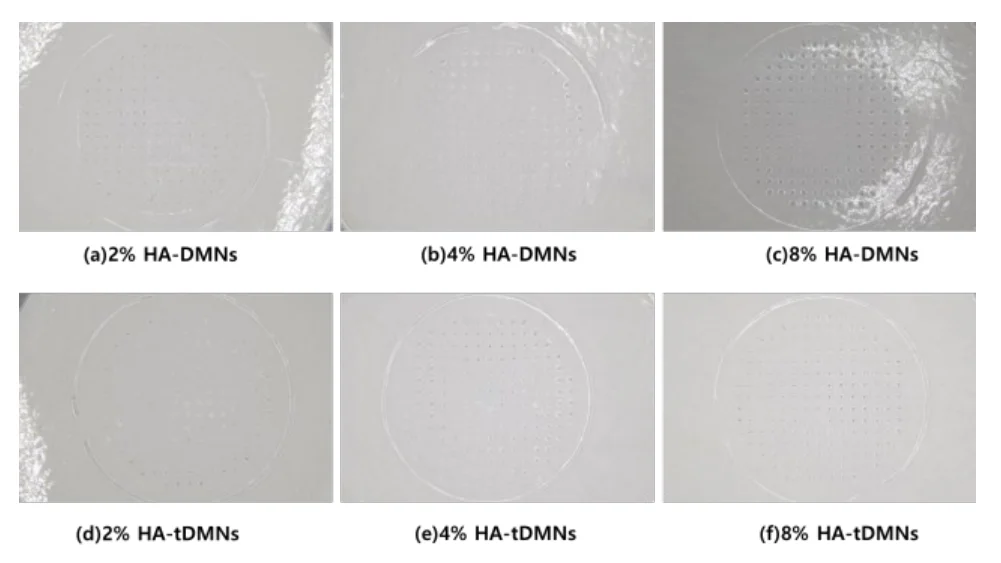 (a)2% HA-DMNs
(b)4% HA-DMNs
(c)8% HA-DMNs
(d)2% HA-tDMNs
(e)4% HA-tDMNs
(f)8% HA-tDMNs